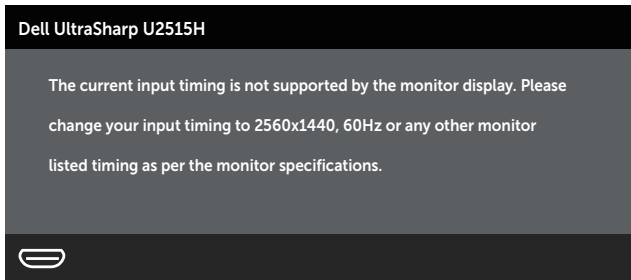 Dell UltraSharp U2515H
The current input timing is not supported by the monitor display. Please
change your input timing to 2560x1440, 60Hz or any other monitor
listed timing as per the monitor specifications.